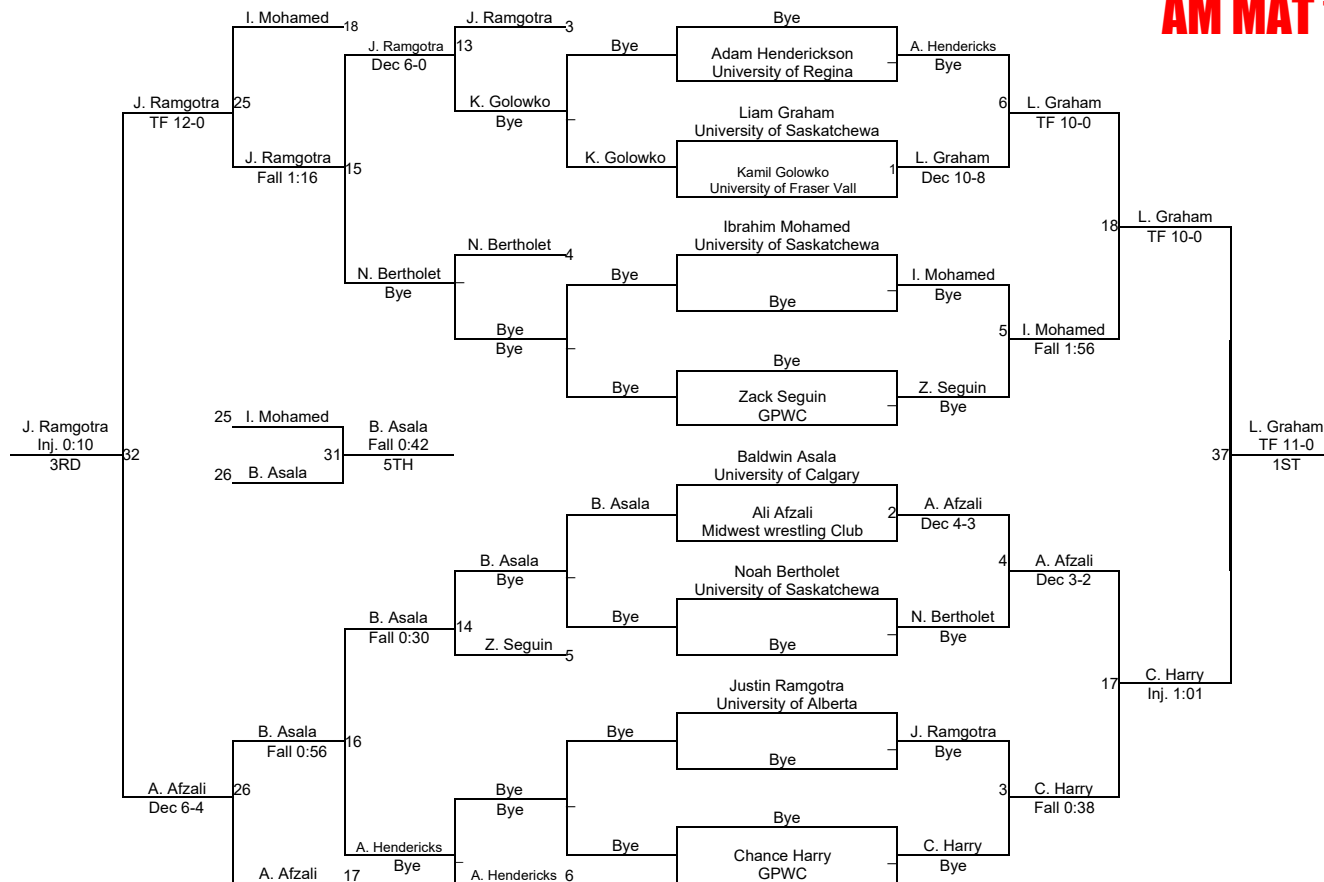 AM MAT
I. Mohamed 18 J. Ramgotra 3 Bye
J. Ramgotra 13 Bye Adam Henderickson A. Hendericks
Dec 6-0 University of Regina Bye
J. Ramgotra 25 K. Golowko 6 L. Graham
TF 12-0 Bye Liam Graham TF 10-0
University of Saskatchewa
J. Ramgotra 15 K. Golowko Kamil Golowko 1 L. Graham
Fall 1:16 University of Fraser Vall Dec 10-8
Ibrahim Mohamed 18 L. Graham
N. Bertholet 4 University of Saskatchewa TF 10-0
N. Bertholet Bye I. Mohamed
Bye Bye Bye
Bye 5 I. Mohamed
Bye Bye Fall 1:56
Bye Zack Seguin Z. Seguin
GPWC Bye
25 I. Mohamed
J. Ramgotra B. Asala L. Graham
Inj. 0:10 Fall 0:42 TF 11-0
3RD 32 31 5TH 37 1ST
26 B. Asala Baldwin Asala
University of Calgary
B. Asala Ali Afzali 2 A. Afzali
Midwest wrestling Club Dec 4-3
B. Asala Noah Bertholet 4 A. Afzali
Bye University of Saskatchewa Dec 3-2
B. Asala 14 Bye N. Bertholet
Fall 0:30 Bye Bye
Z. Seguin 5
Justin Ramgotra 17 C. Harry
University of Alberta Inj. 1:01
B. Asala 16 Bye J. Ramgotra
Fall 0:56 Bye Bye
A. Afzali 26 Bye 3 C. Harry
Dec 6-4 Bye Bye Fall 0:38
A. Hendericks Bye Chance Harry C. Harry
Bye GPWC Bye
A. Afzali 17 A. Hendericks 6